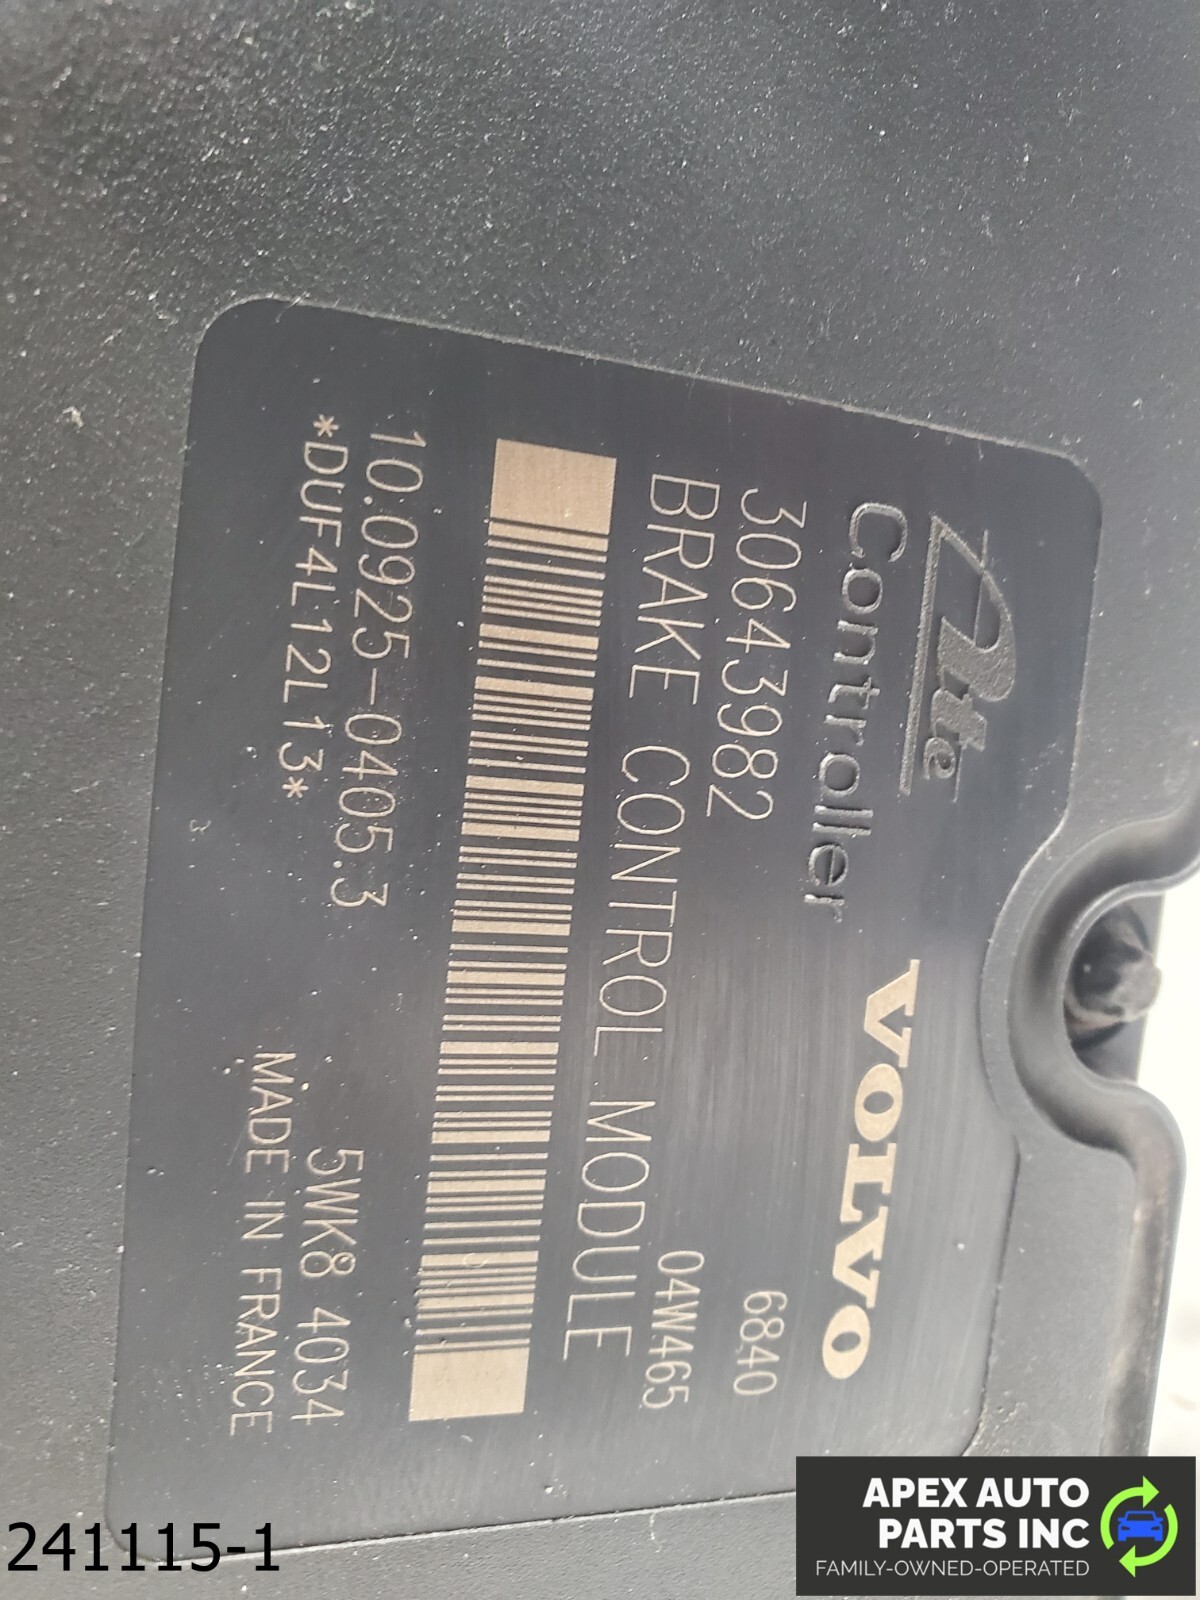 Ate
Controller
VOLVO
30643982
6840
04W465
BRAKE CONTROL MODULE
10.0925-0405.3
5WK8 4034
*DUF4L12L13*
MADE IN FRANCE
3
241115-1
APEX AUTO
PARTS INC
FAMILY-OWNED-OPERATED